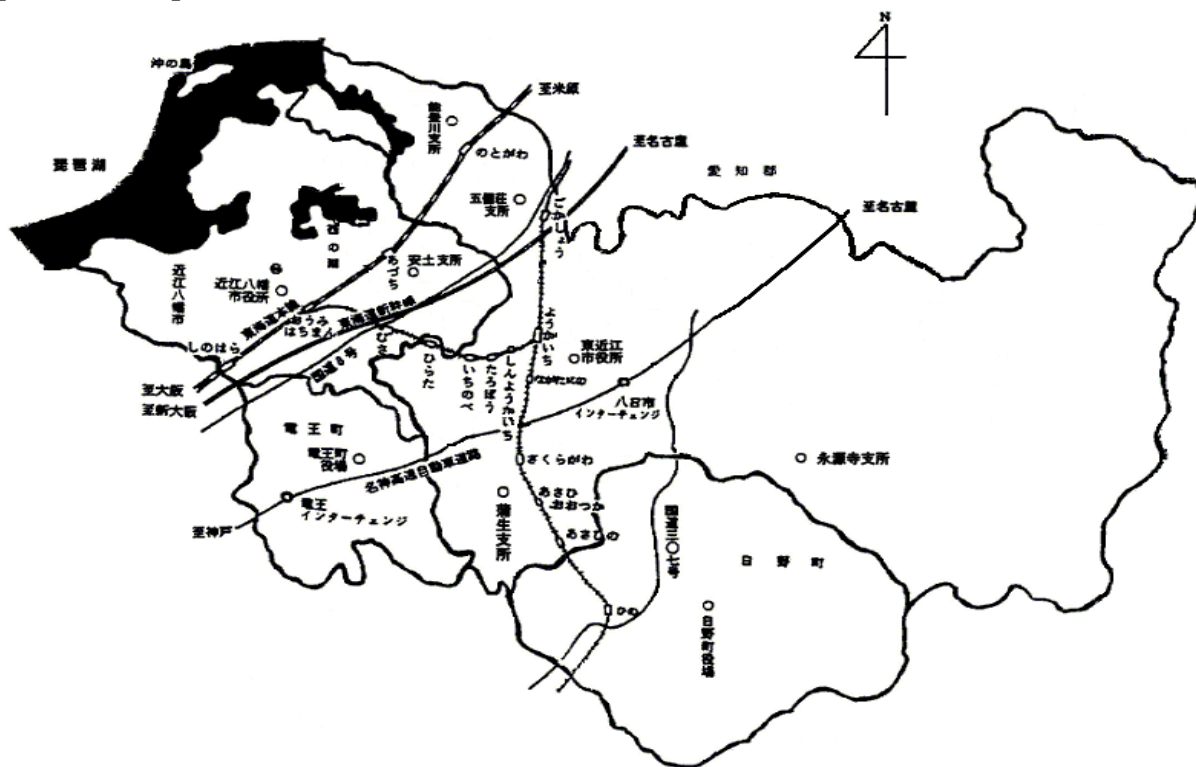 N
沖の島
至米原
能登川支所
のとがわ
至名古屋
琵琶湖
愛知郡
五個荘
支所
ごかしょう
至名古屋
西の湖
安土支所
あづち
近江八幡市
近江八幡
市役所
東海道本線
東海道新幹線
おうみ
はちまん
国道8号
しのはら
むさ
ひらた
いちのべ
たろぼう
しんようかいち
ようかいち
東近江
市役所
ながたにの
八日市
インターチェンジ
至大阪
至新大阪
竜王町
竜王町
役場
名神高速自動車道路
さくらがわ
永源寺支所
竜王
インターチェンジ
至神戸
蒲生支所
あさひ
おおつか
あさひの
国道三〇七号
日野町
ひの
日野町役場